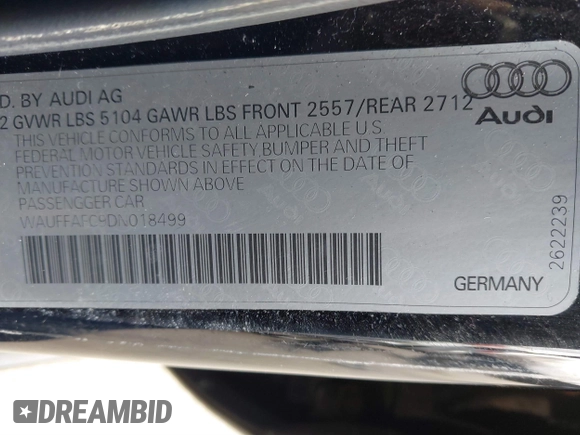 D. BY AUDI AG
2 GVWR LBS 5104 GAWR LBS FRONT 2557/REAR 2712
THIS VEHICLE CONFORMS TO ALL APPLICABLE U.S
FEDERAL MOTOR VEHICLE SAFETY BUMPER AND THEFT
PREVENTION STANDARDS IN EFFECT ON THE DATE OF
MANUFACTURE SHOWN ABOVE
PASSENGGER CAR
WAUFFAFC9DN018499
Audi
2622239
GERMANY
DREAMBID